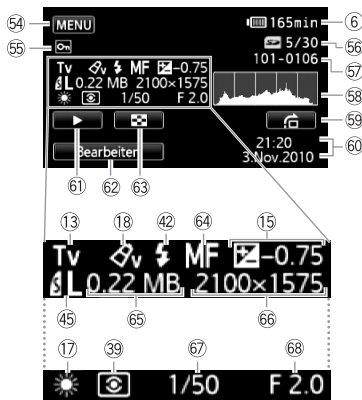 54 MENU 165min 6
55 5/30 56
101-0106 57
Tv v MF -0.75
L 0.22 MB 2100×1575
1/50 F 2.0
58
59
21:20
3.Nov.2010 60
Bearbeiten
61 62 63
13 18 42 64 15
Tv v MF -0.75
L 0.22 MB 2100×1575
45 65 66
17 39 67 68
1/50 F 2.0